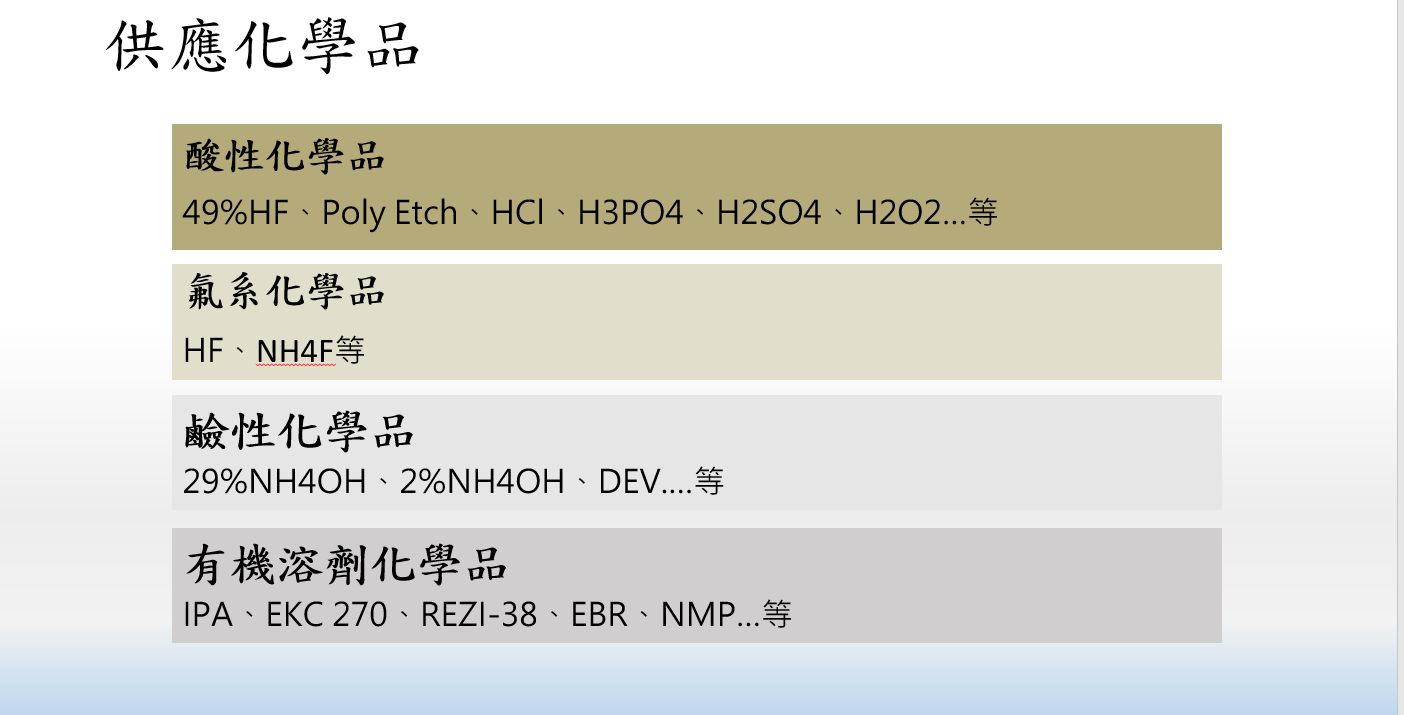 供應化學品
酸性化學品
49%HF、Poly Etch、HCl、H3PO4、H2SO4、H2O2...等
氟系化學品
HF、NH4F等
鹼性化學品
29%NH4OH、2%NH4OH、DEV....等
有機溶劑化學品
IPA、EKC 270、REZI-38、EBR、NMP...等